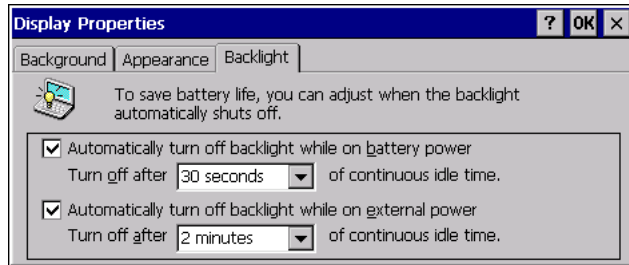 Display Properties ? OK ×
Background Appearance Backlight
To save battery life, you can adjust when the backlight
automatically shuts off.
Automatically turn off backlight while on battery power
Turn off after 30 seconds of continuous idle time.
Automatically turn off backlight while on external power
Turn off after 2 minutes of continuous idle time.